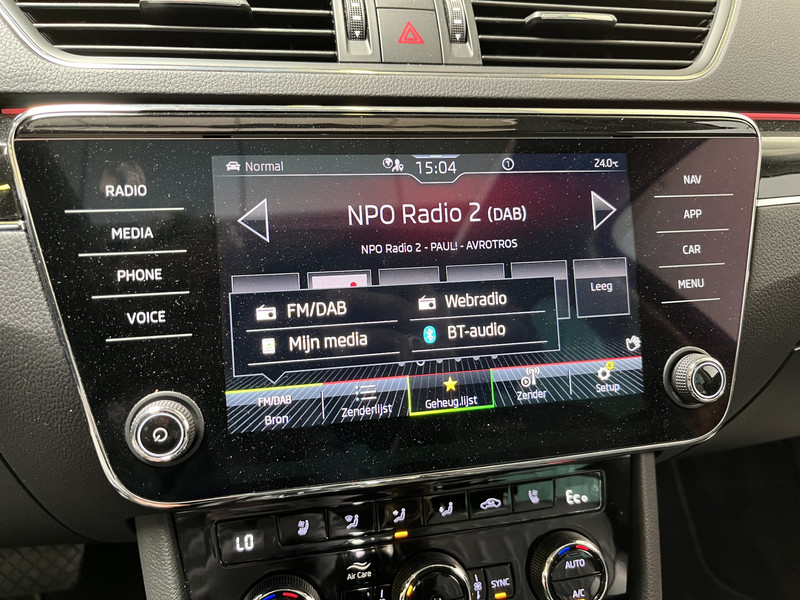 Normal
15:04
1
24.0°C
RADIO
MEDIA
PHONE
VOICE
NAV
APP
CAR
MENU
NPO Radio 2 (DAB)
NPO Radio 2 - PAUL! - AVROTROS
Leeg
FM/DAB
Webradio
Mijn media
BT-audio
FM/DAB
Bron
Zenderlijst
Geheug.lijst
Zender
Setup
LO
Eco
Air Care
SYNC
AUTO
A/C